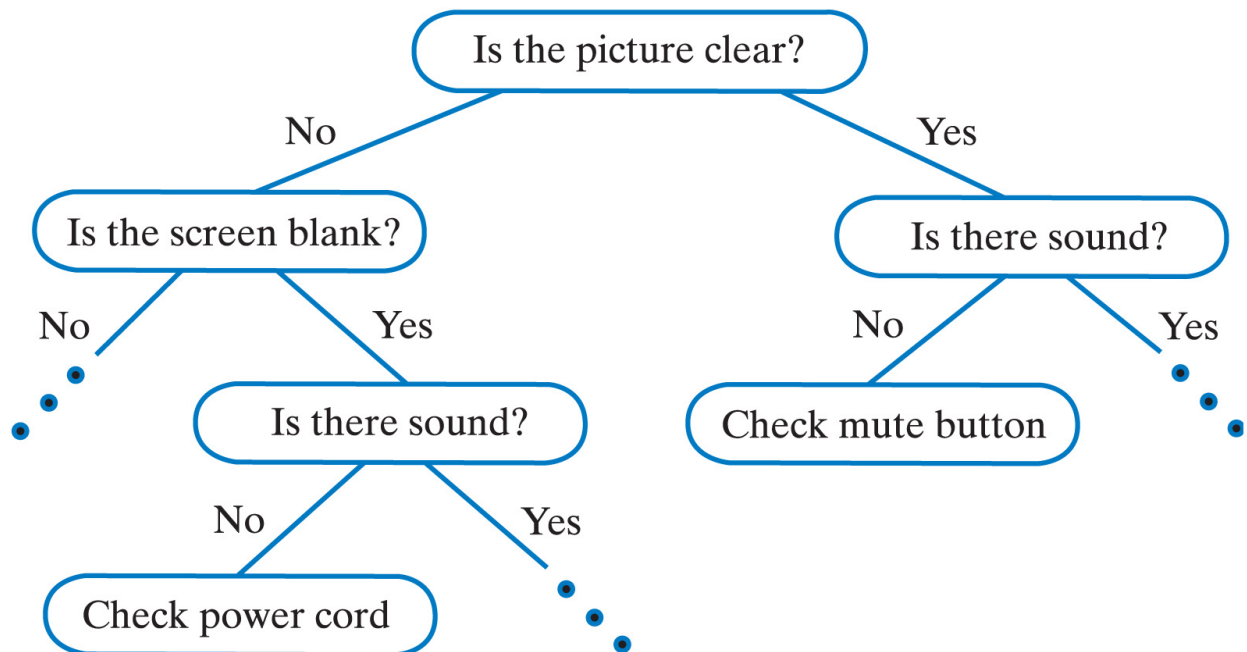 Is the picture clear?
No
Yes
Is the screen blank?
Is there sound?
No
Yes
No
Yes
Is there sound?
Check mute button
No
Yes
Check power cord